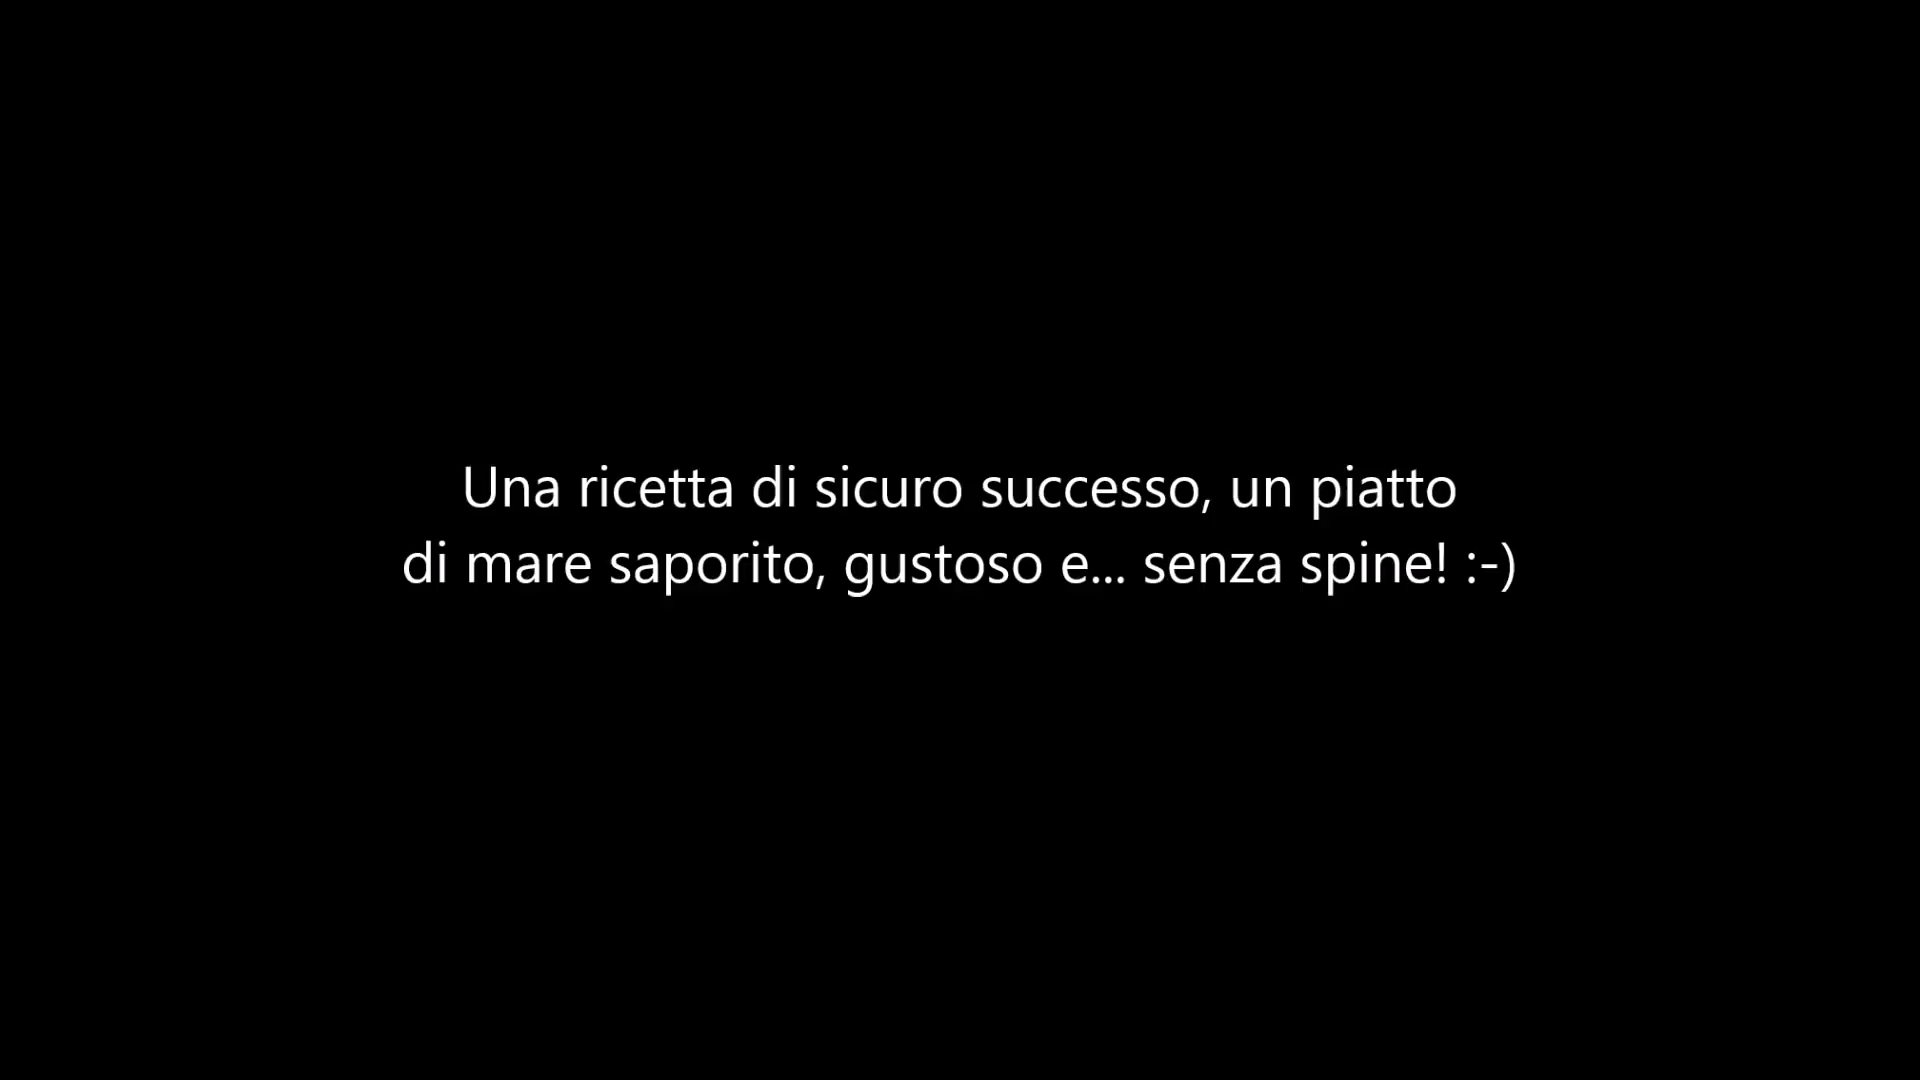 Una ricetta di sicuro successo, un piatto
di mare saporito, gustoso e... senza spine! :-)